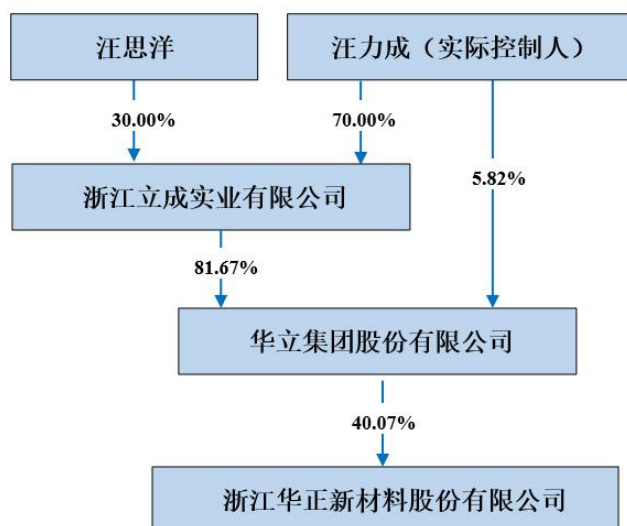 汪思洋
汪力成（实际控制人）
30.00%
70.00%
5.82%
浙江立成实业有限公司
81.67%
华立集团股份有限公司
40.07%
浙江华正新材料股份有限公司